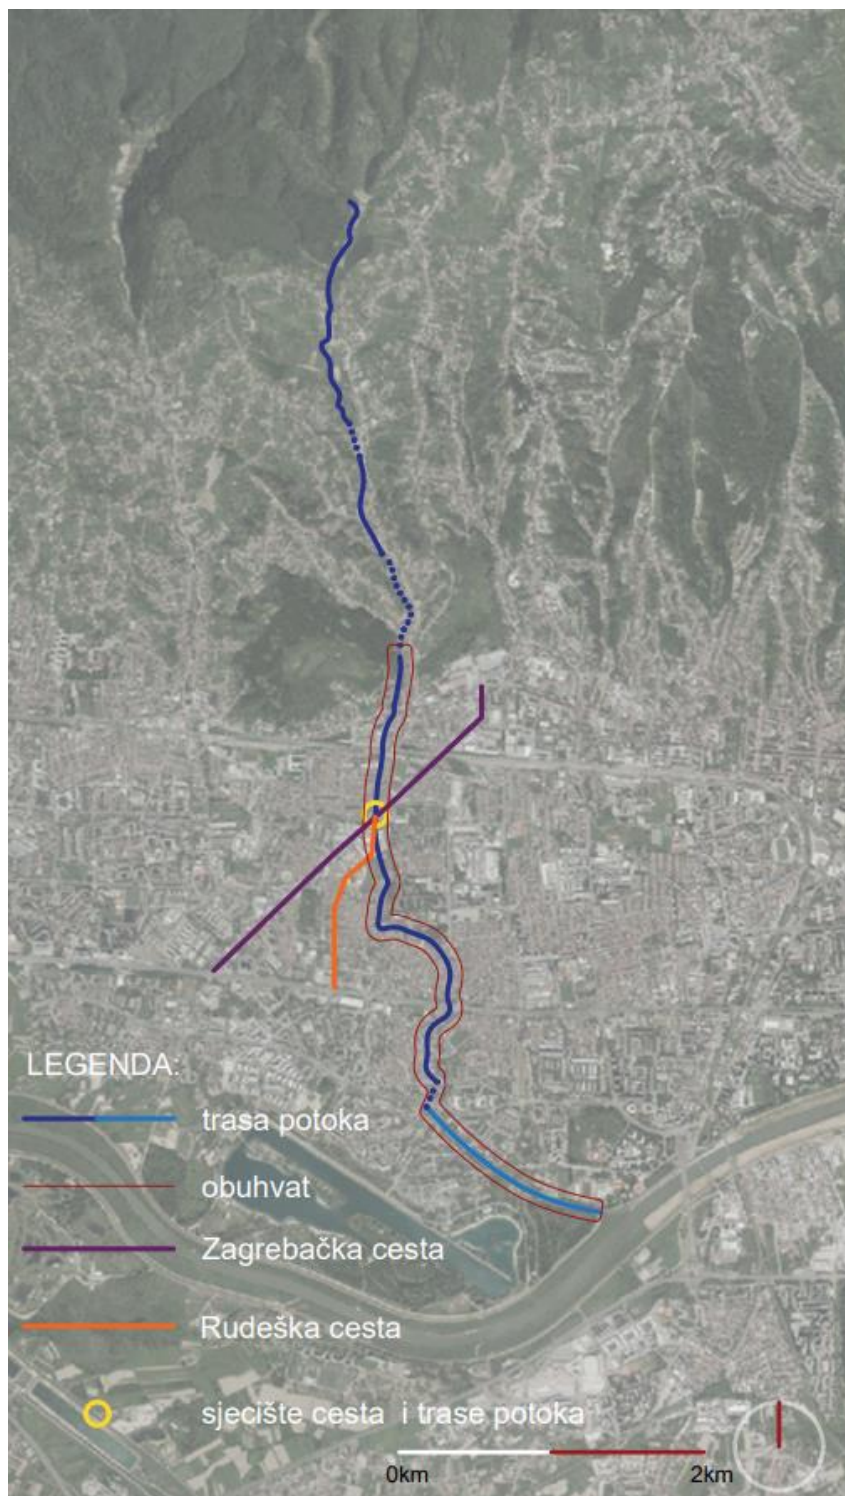 LEGENDA:
trasa potoka
obuhvat
Zagrebačka cesta
Rudeška cesta
sjecište cesta i trase potoka
0km 2km